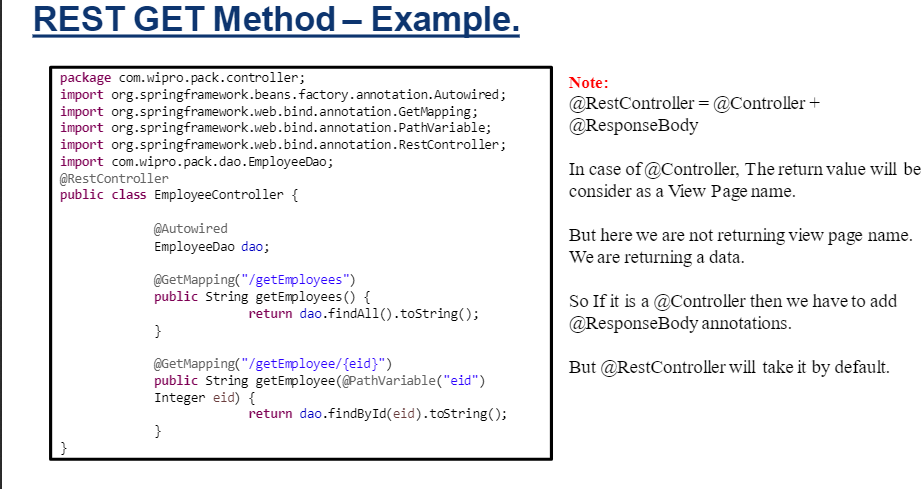 REST GET Method – Example.
package com.wipro.pack.controller;
import org.springframework.beans.factory.annotation.Autowired;
import org.springframework.web.bind.annotation.GetMapping;
import org.springframework.web.bind.annotation.PathVariable;
import org.springframework.web.bind.annotation.RestController;
import com.wipro.pack.dao.EmployeeDao;
@RestController
public class EmployeeController {
@Autowired
EmployeeDao dao;
@GetMapping("/getEmployees")
public String getEmployees() {
return dao.findAll().toString();
}
@GetMapping("/getEmployee/{eid}")
public String getEmployee(@PathVariable("eid")
Integer eid) {
return dao.findById(eid).toString();
}
}
Note:
@RestController = @Controller +
@ResponseBody
In case of @Controller, The return value will be
consider as a View Page name.
But here we are not returning view page name.
We are returning a data.
So If it is a @Controller then we have to add
@ResponseBody annotations.
But @RestController will take it by default.